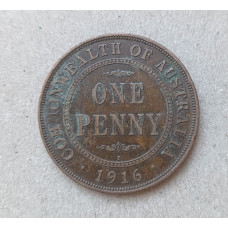 COMMONWEALTH OF AUSTRALIA
ONE
PENNY
I
· 1916 ·